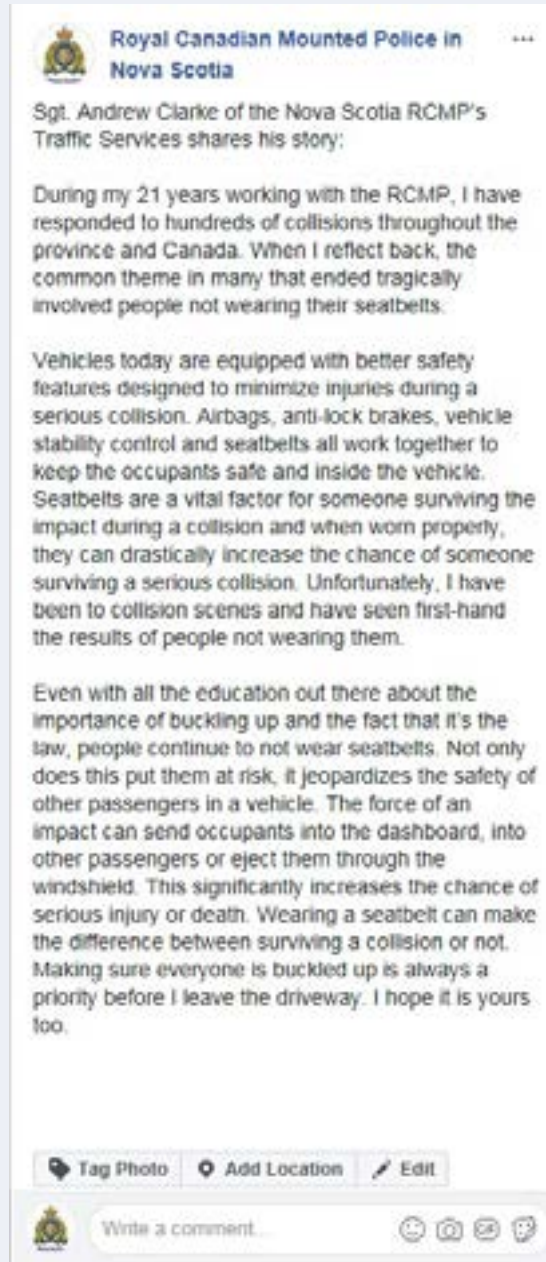 Royal Canadian Mounted Police in
Nova Scotia
Sgt. Andrew Clarke of the Nova Scotia RCMP's
Traffic Services shares his story:
During my 21 years working with the RCMP, I have
responded to hundreds of collisions throughout the
province and Canada. When I reflect back, the
common theme in many that ended tragically
involved people not wearing their seatbelts.
Vehicles today are equipped with better safety
features designed to minimize injuries during a
serious collision. Airbags, anti-lock brakes, vehicle
stability control and seatbelts all work together to
keep the occupants safe and inside the vehicle.
Seatbelts are a vital factor for someone surviving the
impact during a collision and when worn properly,
they can drastically increase the chance of someone
surviving a serious collision. Unfortunately, I have
been to collision scenes and have seen first-hand
the results of people not wearing them.
Even with all the education out there about the
importance of buckling up and the fact that it's the
law, people continue to not wear seatbelts. Not only
does this put them at risk, it jeopardizes the safety of
other passengers in a vehicle. The force of an
impact can send occupants into the dashboard, into
other passengers or eject them through the
windshield. This significantly increases the chance of
serious injury or death. Wearing a seatbelt can make
the difference between surviving a collision or not.
Making sure everyone is buckled up is always a
priority before I leave the driveway. I hope it is yours
too.
Tag Photo Add Location Edit
Write a comment... GIF